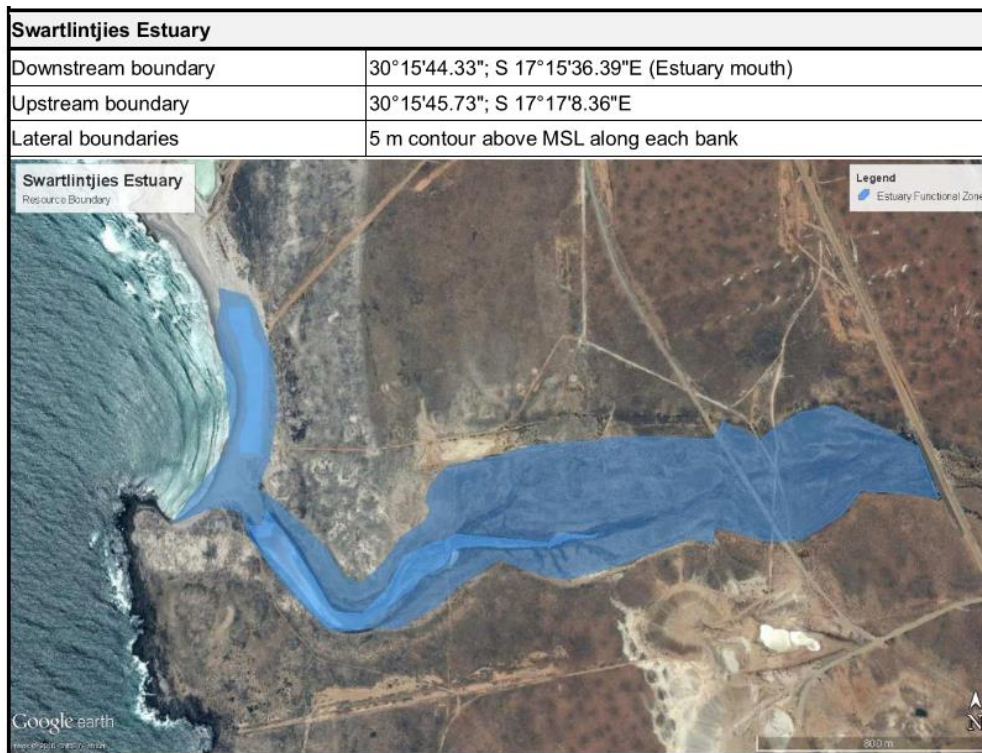 Swartlintjies Estuary
Downstream boundary 30°15'44.33"; S 17°15'36.39"E (Estuary mouth)
Upstream boundary 30°15'45.73"; S 17°17'8.36"E
Lateral boundaries 5 m contour above MSL along each bank
Swartlintjies Estuary
Resource Boundary
Legend
Estuary Functional Zone
Google earth
N
800 m